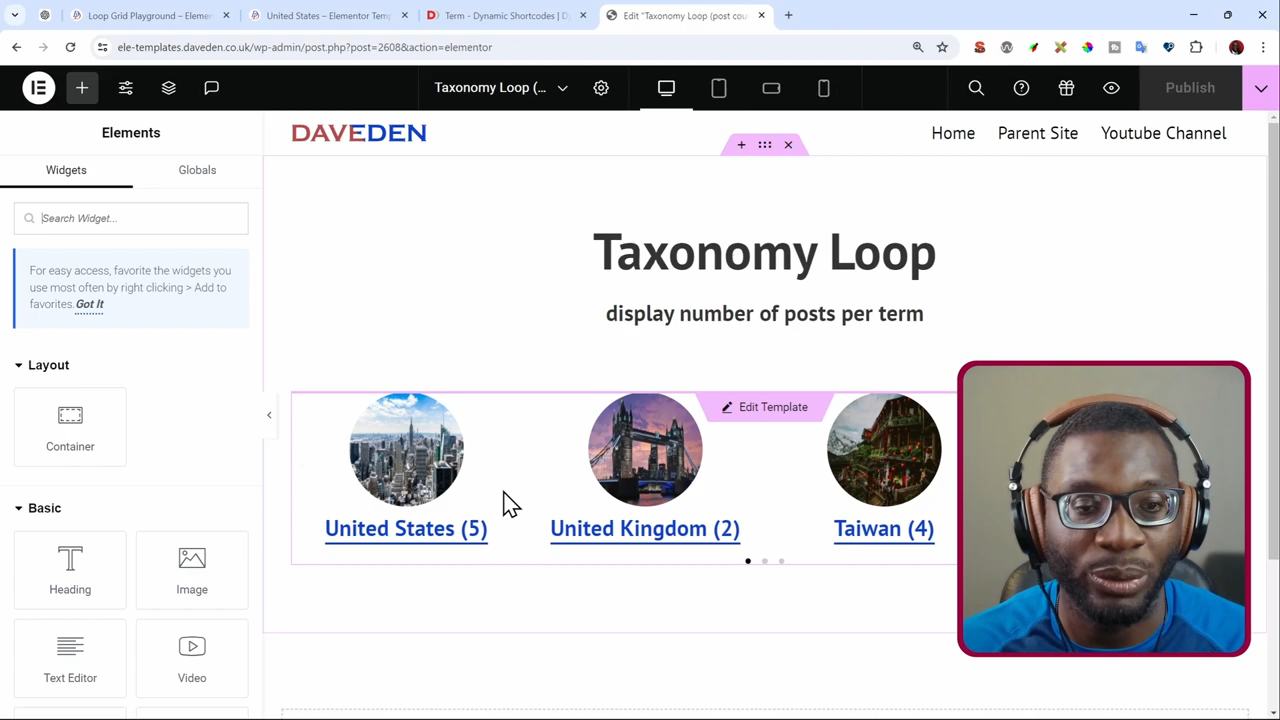 Loop Grid Playground – Elemen
United States – Elementor Temp
Term - Dynamic Shortcodes | Dy
Edit "Taxonomy Loop (post cou
ele-templates.daveden.co.uk/wp-admin/post.php?post=2608&action=elementor
Taxonomy Loop (...
Publish
Elements
DAVEDEN
Home
Parent Site
Youtube Channel
Widgets
Globals
Search Widget...
For easy access, favorite the widgets you
use most often by right clicking > Add to
favorites. Got It
Taxonomy Loop
display number of posts per term
Layout
Container
Edit Template
United States (5)
United Kingdom (2)
Taiwan (4)
Basic
Heading
Image
Text Editor
Video